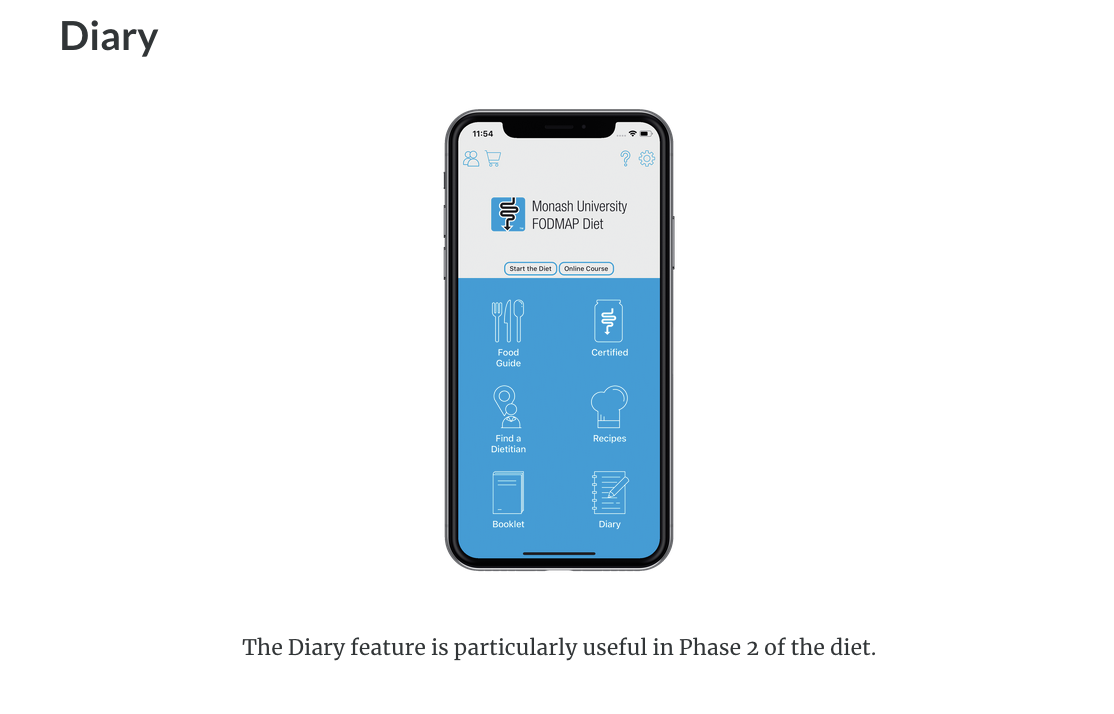 Diary
11:54
Monash University
FODMAP Diet
Start the Diet Online Course
Food
Guide
Certified
Find a
Dietitian
Recipes
Booklet
Diary
The Diary feature is particularly useful in Phase 2 of the diet.